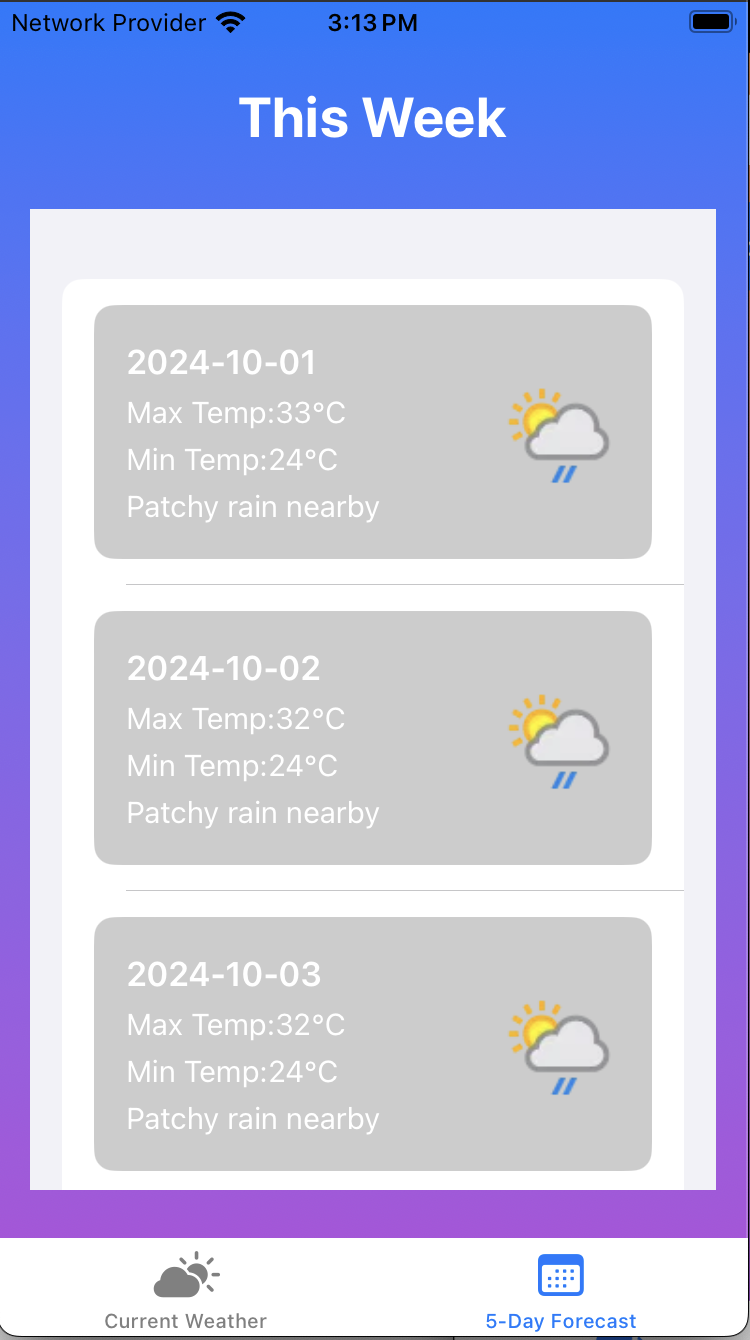 Network Provider 3:13 PM
This Week
2024-10-01
Max Temp:33°C
Min Temp:24°C
Patchy rain nearby
2024-10-02
Max Temp:32°C
Min Temp:24°C
Patchy rain nearby
2024-10-03
Max Temp:32°C
Min Temp:24°C
Patchy rain nearby
Current Weather 5-Day Forecast